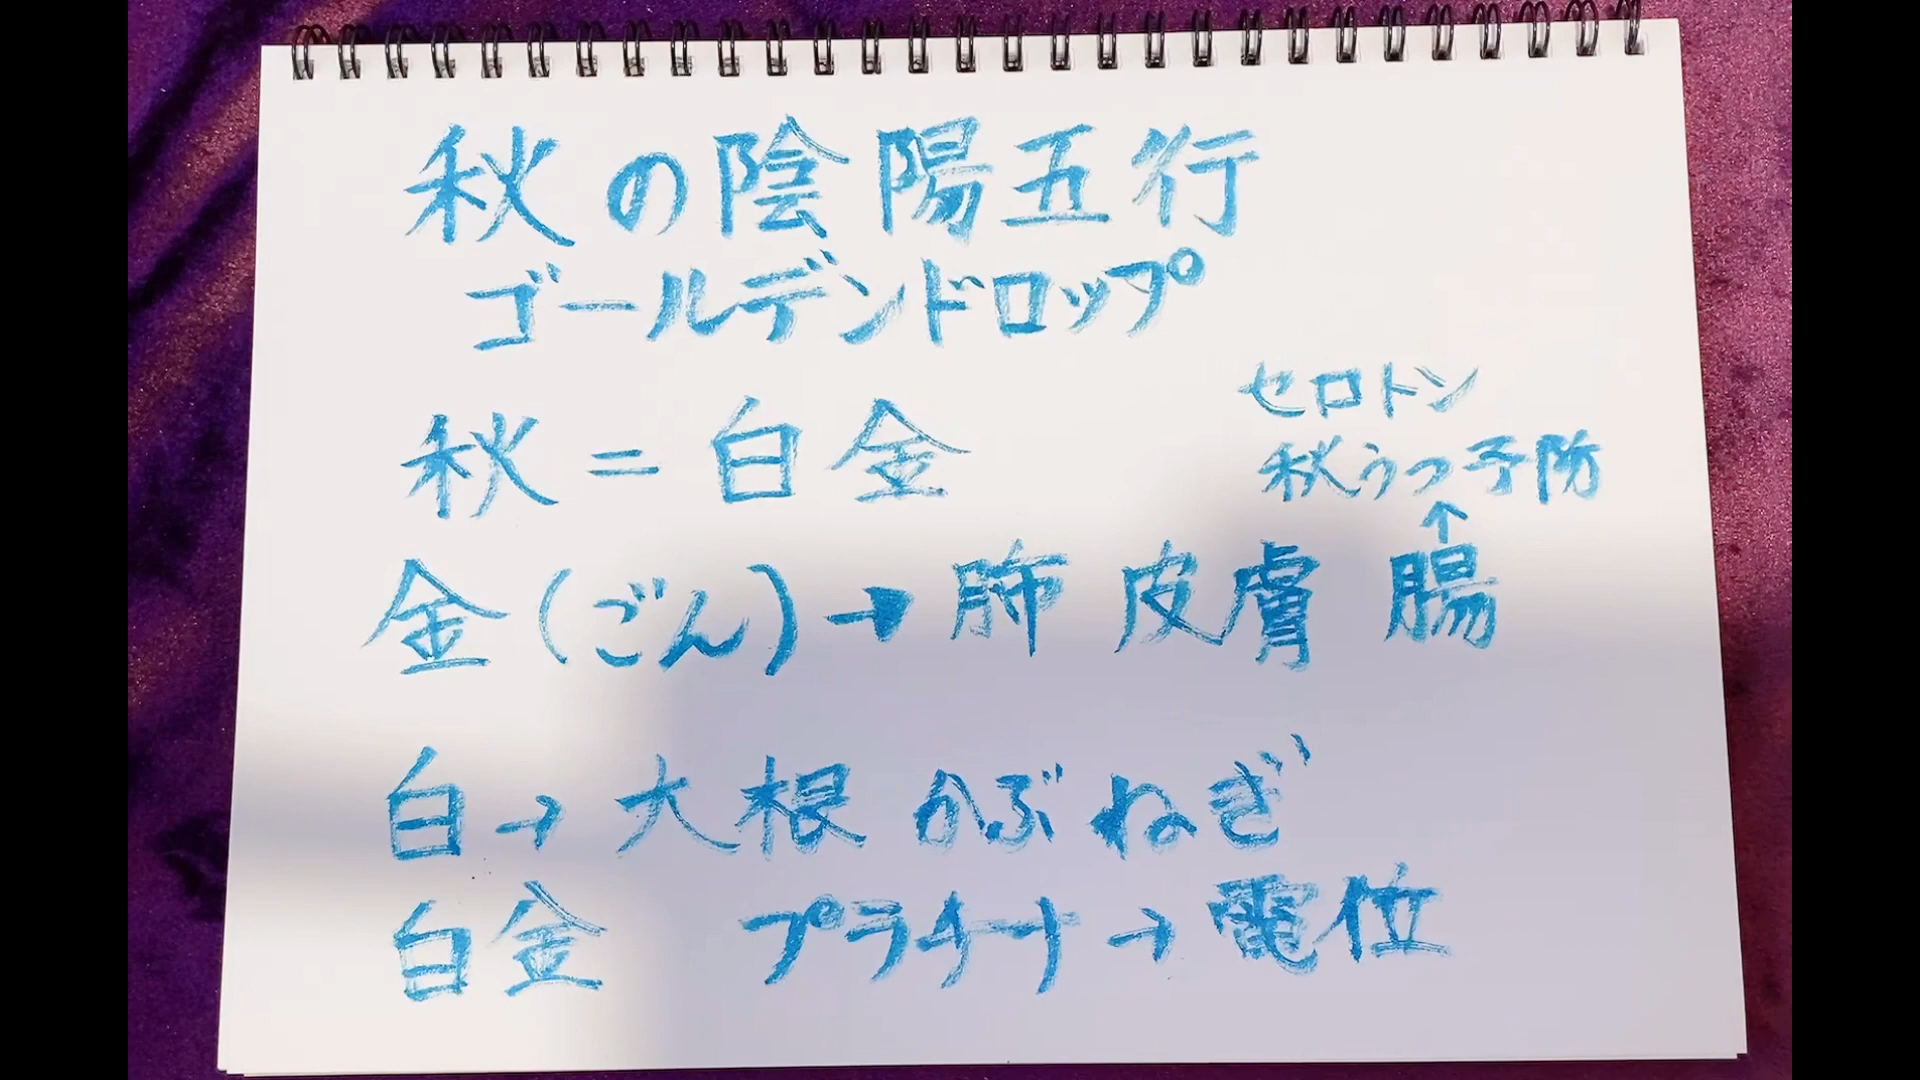 秋の陰陽五行
ゴールデンドロップ
秋=白金
セロトン
秋うつ予防
↑
金(ごん)→肺 皮膚 腸
白→大根 かぶ ねぎ
白金 プラチナ→電位